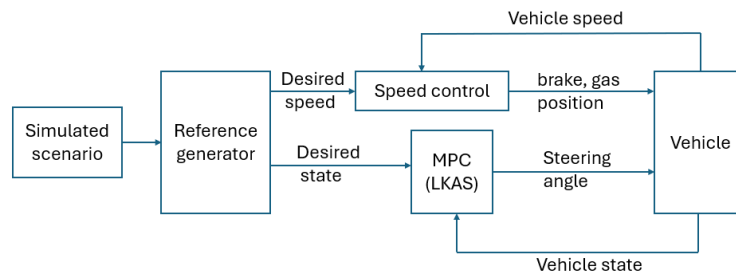 Vehicle speed
Desired
speed
Speed control
brake, gas
position
Simulated
scenario
Reference
generator
Vehicle
Desired
state
MPC
(LKAS)
Steering
angle
Vehicle state